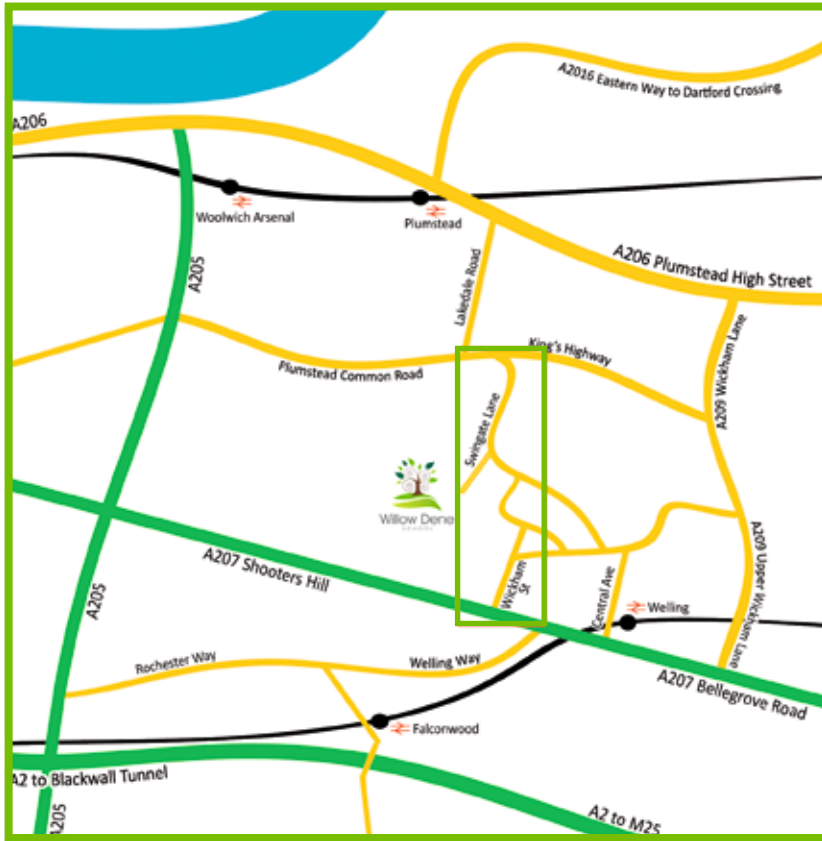 A2016 Eastern Way to Dartford Crossing
A206
Woolwich Arsenal
Plumstead
A206 Plumstead High Street
A205
Lakedale Road
King's Highway
A209 Wickham Lane
Plumstead Common Road
Swingate Lane
Willow Dene
SCHOOL
A207 Shooters Hill
A209 Upper Wickham Lane
Wickham
St
Central Ave
Welling
A205
Rochester Way
Welling Way
A207 Bellegrove Road
Falconwood
A2 to Blackwall Tunnel
A205
A2 to M25